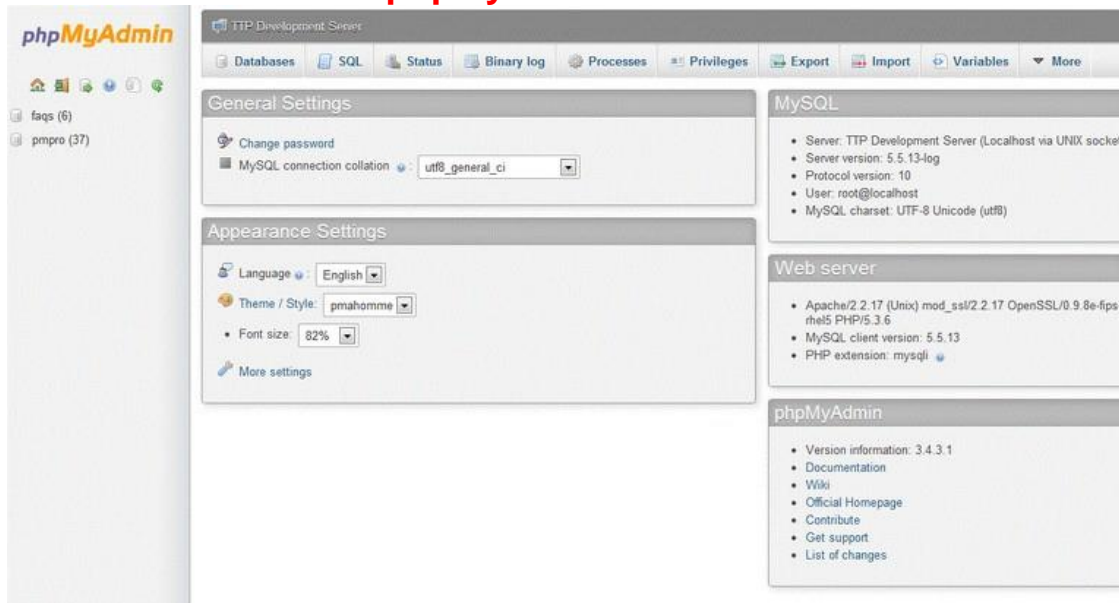 phpMyAdmin
faqs (6)
pmpro (37)
TTP Development Server
Databases SQL Status Binary log Processes Privileges Export Import Variables More
General Settings
Change password
MySQL connection collation : utf8_general_ci
Appearance Settings
Language : English
Theme / Style: pmahomme
• Font size: 82%
More settings
MySQL
• Server: TTP Development Server (Localhost via UNIX socket
• Server version: 5.5.13-log
• Protocol version: 10
• User: root@localhost
• MySQL charset: UTF-8 Unicode (utf8)
Web server
• Apache/2.2.17 (Unix) mod_ssl/2.2.17 OpenSSL/0.9.8e-fips-
rhel5 PHP/5.3.6
• MySQL client version: 5.5.13
• PHP extension: mysqli
phpMyAdmin
• Version information: 3.4.3.1
• Documentation
• Wiki
• Official Homepage
• Contribute
• Get support
• List of changes